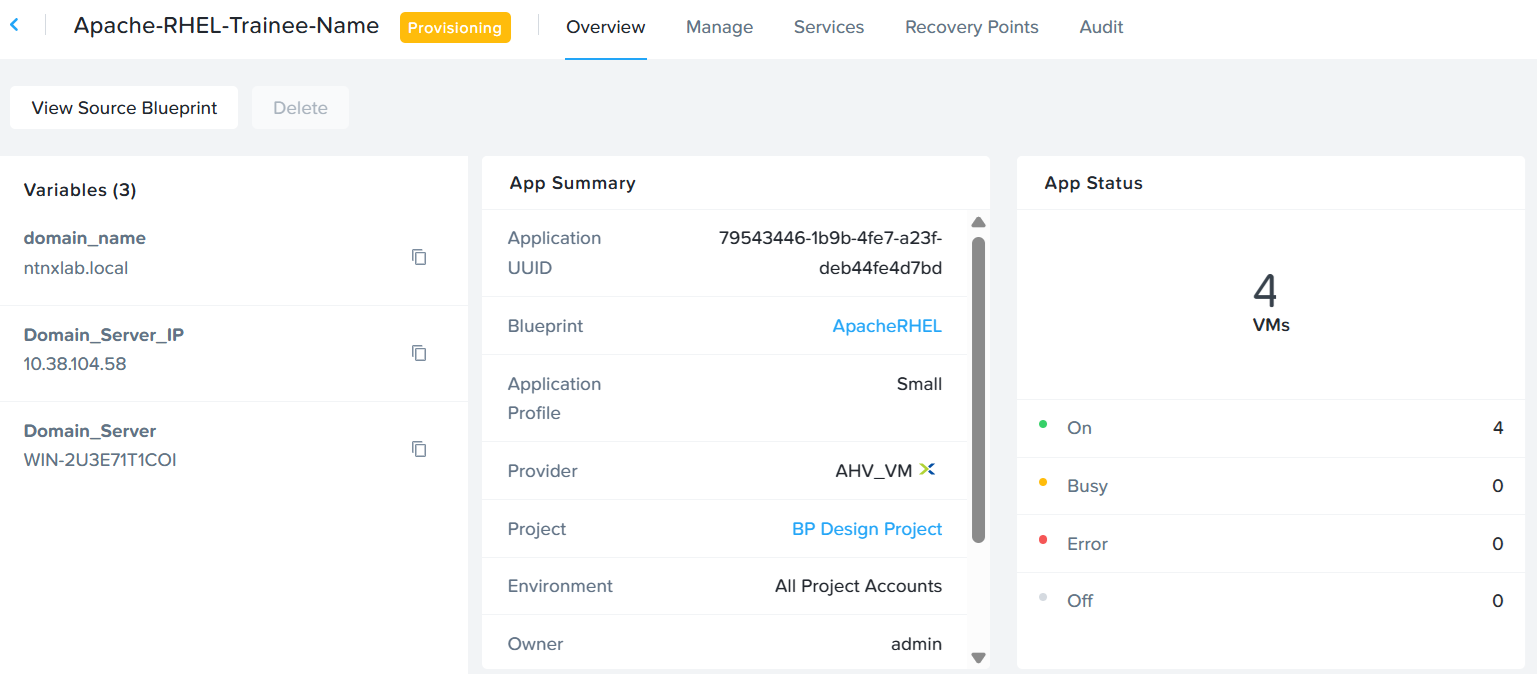 Apache-RHEL-Trainee-Name
Provisioning
Overview
Manage
Services
Recovery Points
Audit
View Source Blueprint
Delete
Variables (3)
domain_name
ntnxlab.local
Domain_Server_IP
10.38.104.58
Domain_Server
WIN-2U3E71T1COI
App Summary
Application 79543446-1b9b-4fe7-a23f-
UUID deb44fe4d7bd
Blueprint ApacheRHEL
Application Small
Profile
Provider AHV_VM
Project BP Design Project
Environment All Project Accounts
Owner admin
App Status
4
VMs
On 4
Busy 0
Error 0
Off 0